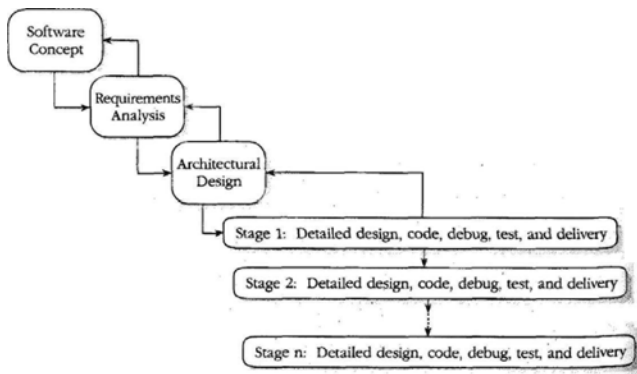 Software
Concept
Requirements
Analysis
Architectural
Design
Stage 1: Detailed design, code, debug, test, and delivery
Stage 2: Detailed design, code, debug, test, and delivery
Stage n: Detailed design, code, debug, test, and delivery